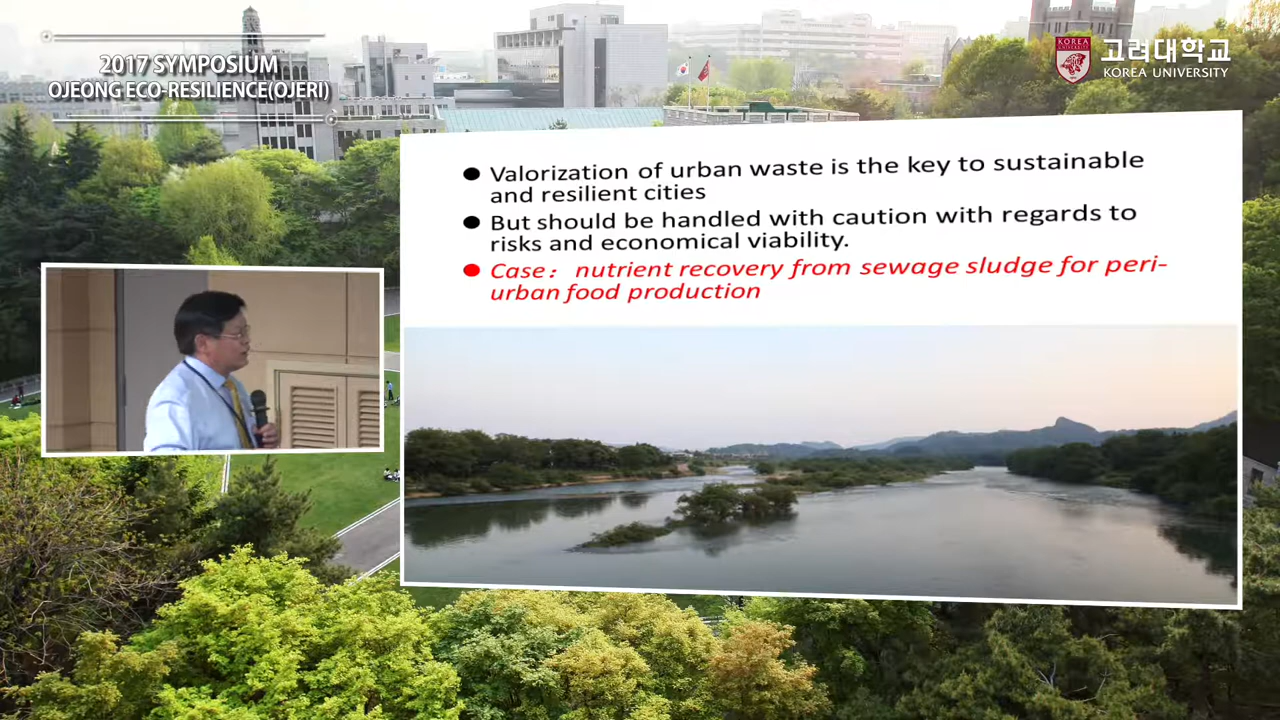 2017 SYMPOSIUM
OJEONG ECO-RESILIENCE(OJERI)
KOREA
고려대학교
KOREA UNIVERSITY
● Valorization of urban waste is the key to sustainable
and resilient cities
● But should be handled with caution with regards to
risks and economical viability.
● Case： nutrient recovery from sewage sludge for peri-
urban food production